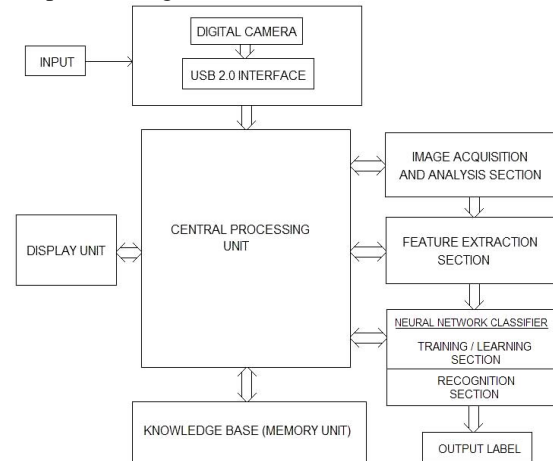 DIGITAL CAMERA
INPUT
USB 2.0 INTERFACE
IMAGE ACQUISITION
AND ANALYSIS SECTION
CENTRAL PROCESSING
UNIT
DISPLAY UNIT
FEATURE EXTRACTION
SECTION
NEURAL NETWORK CLASSIFIER
TRAINING / LEARNING
SECTION
RECOGNITION
SECTION
KNOWLEDGE BASE (MEMORY UNIT)
OUTPUT LABEL